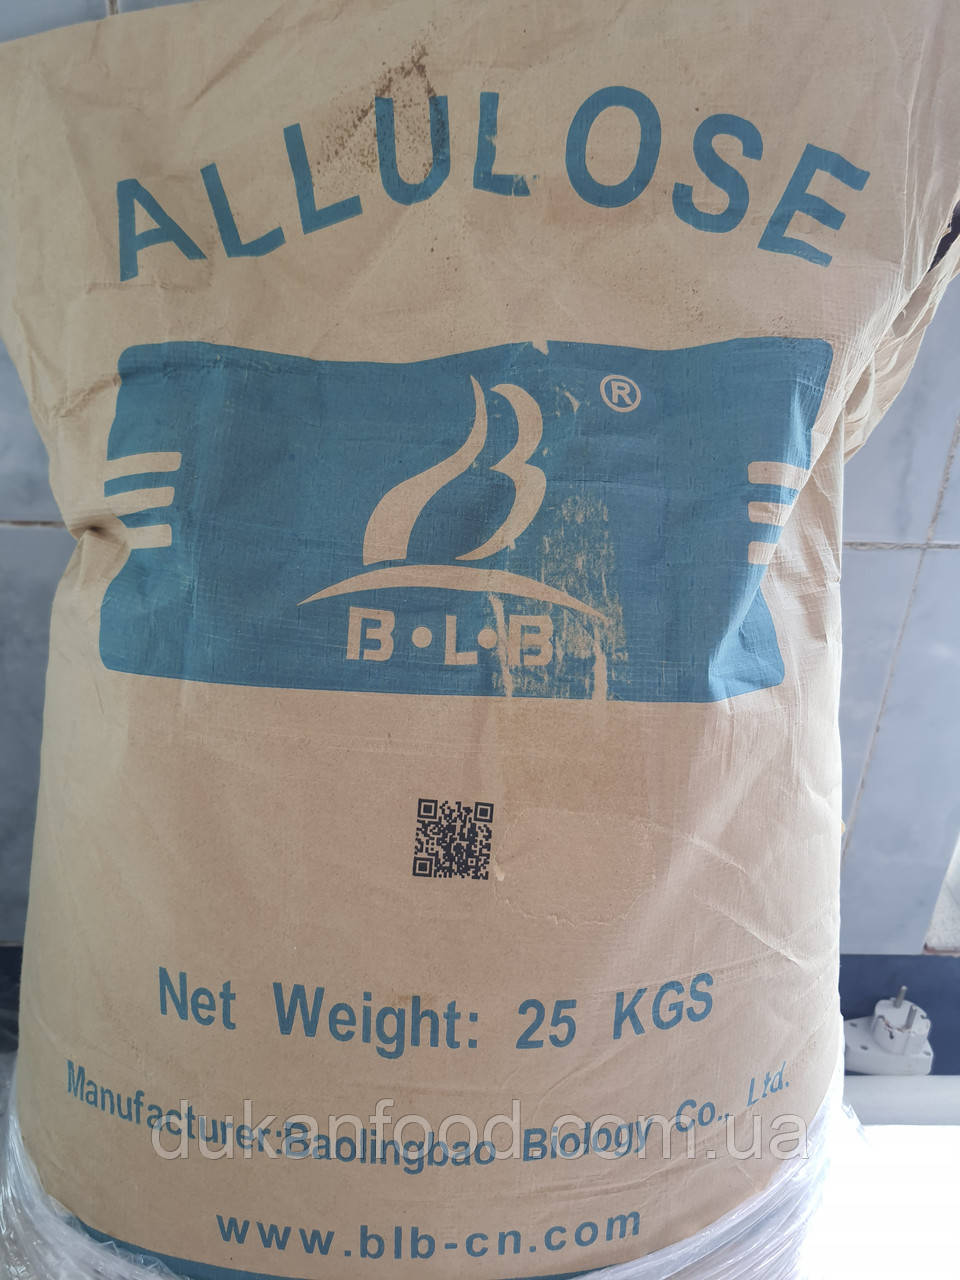 ALLULOSE
®
B·L·B
Net Weight: 25 KGS
Manufacturer:Baolingbao Biology Co., Ltd.
dukanfood.com.ua
www.blb-cn.com